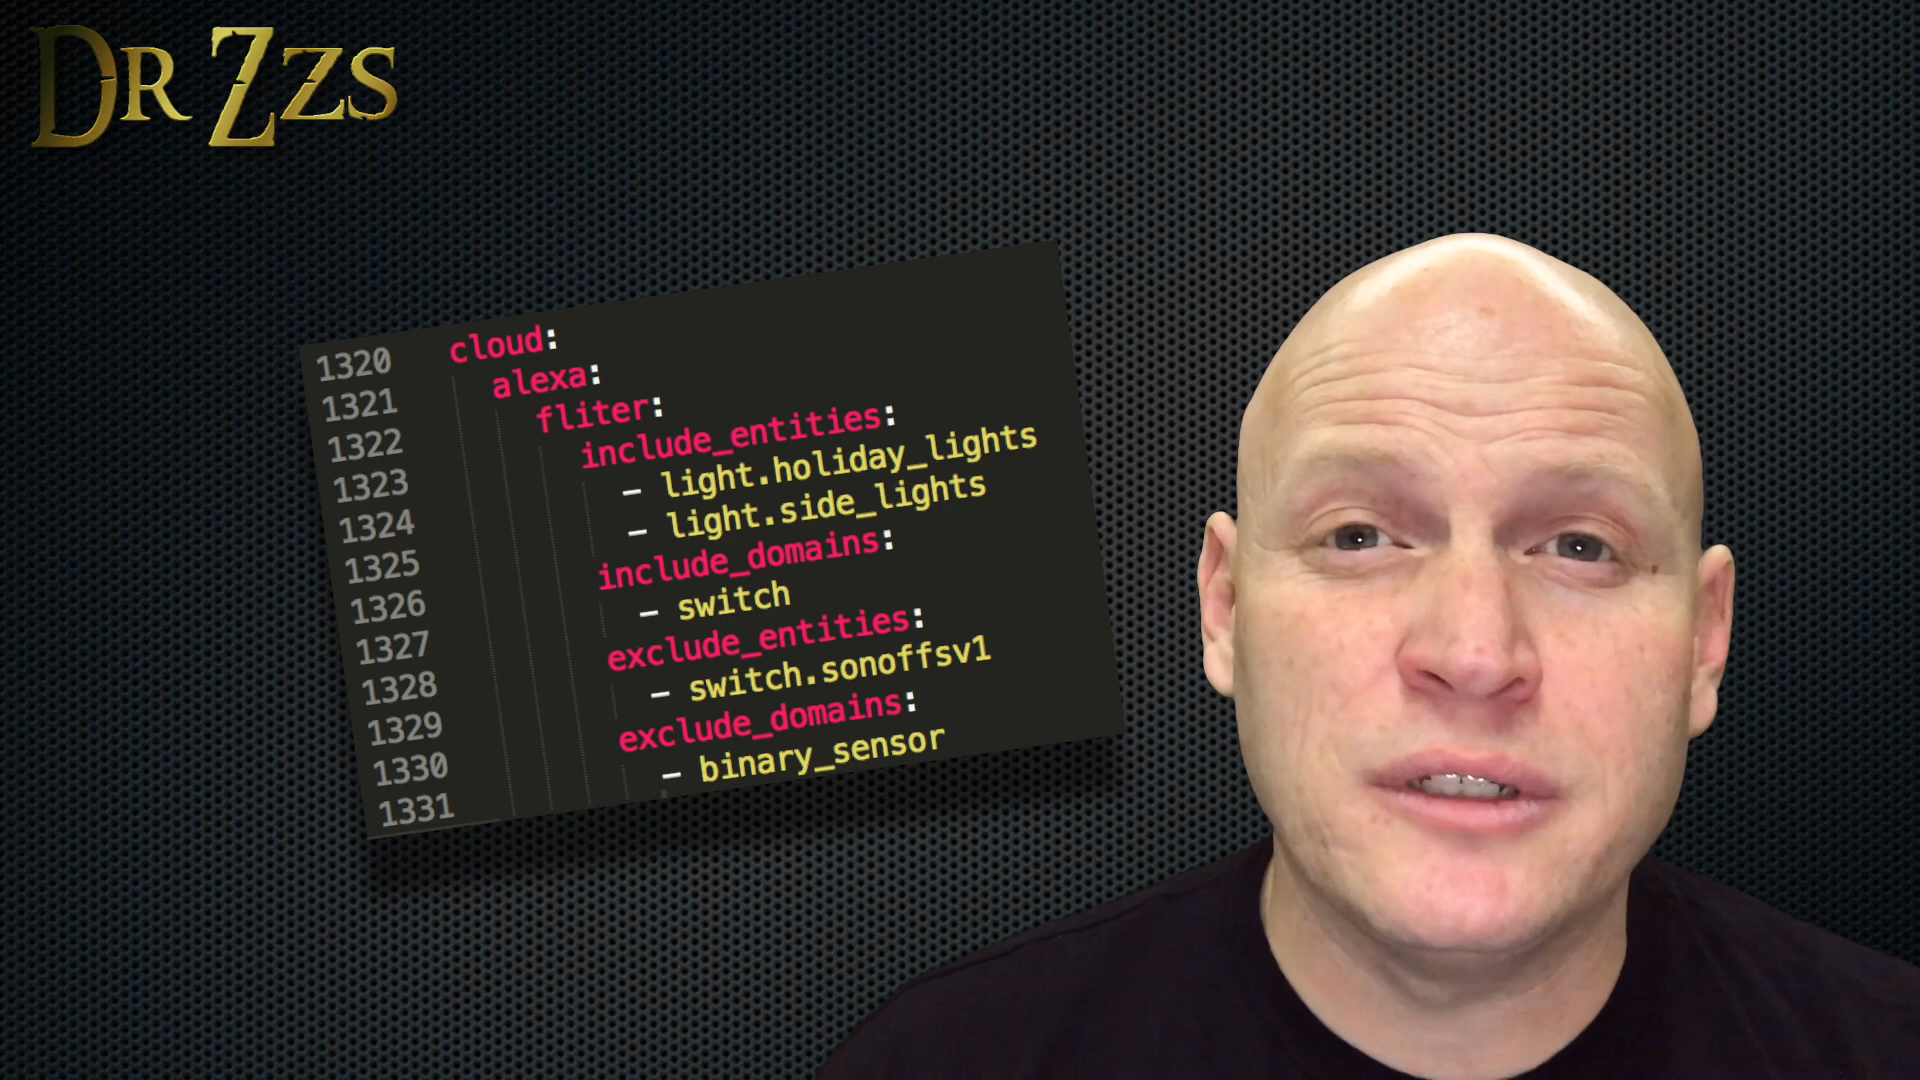 DR ZZS
1320 cloud:
1321 alexa:
1322 fliter:
1323 include_entities:
1324 - light.holiday_lights
1325 - light.side_lights
1326 include_domains:
1327 - switch
1328 exclude_entities:
1329 - switch.sonoffsv1
1330 exclude_domains:
1331 - binary_sensor